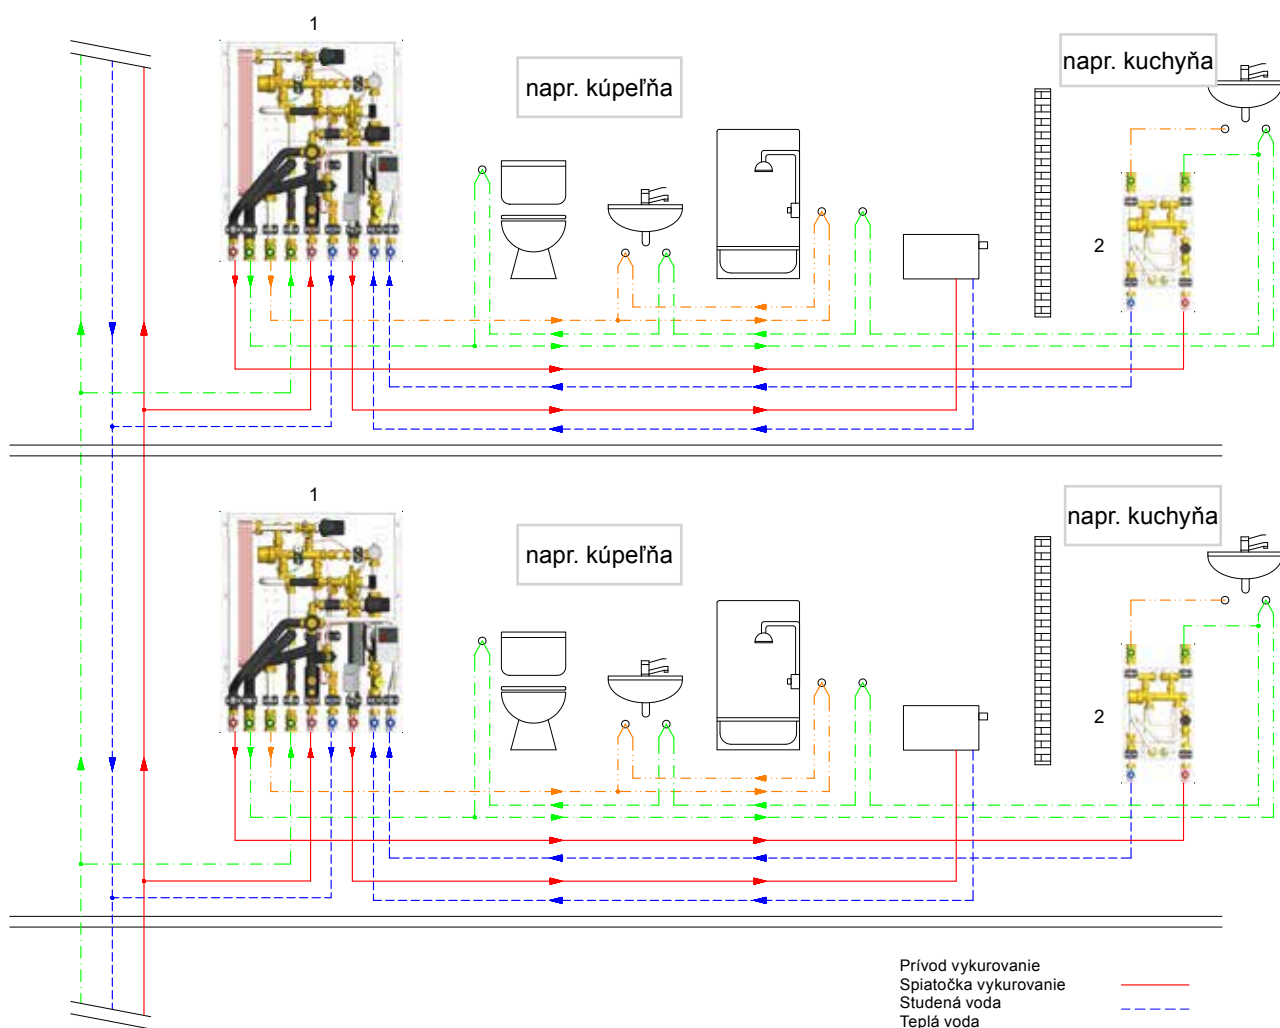 1
napr. kúpeľňa
napr. kuchyňa
2
1
napr. kúpeľňa
napr. kuchyňa
2
Prívod vykurovanie
Spiatočka vykurovanie
Studená voda
Teplá voda